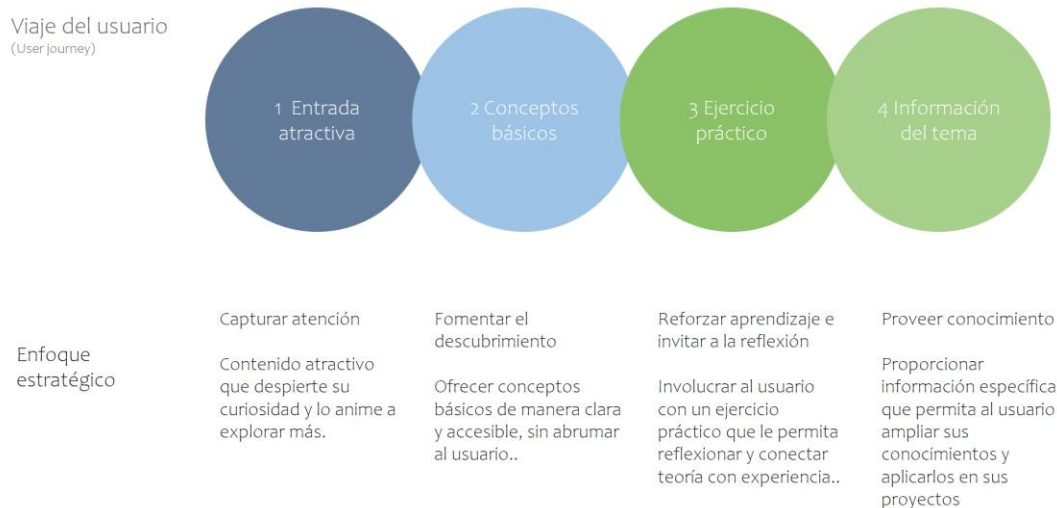 Viaje del usuario
(User journey)
1 Entrada
atractiva
2 Conceptos
básicos
3 Ejercicio
práctico
4 Información
del tema
Enfoque
estratégico
Capturar atención
Contenido atractivo
que despierte su
curiosidad y lo anime a
explorar más.
Fomentar el
descubrimiento
Ofrecer conceptos
básicos de manera clara
y accesible, sin abrumar
al usuario..
Reforzar aprendizaje e
invitar a la reflexión
Involucrar al usuario
con un ejercicio
práctico que le permita
reflexionar y conectar
teoría con experiencia..
Proveer conocimiento
Proporcionar
información específica
que permita al usuario
ampliar sus
conocimientos y
aplicarlos en sus
proyectos